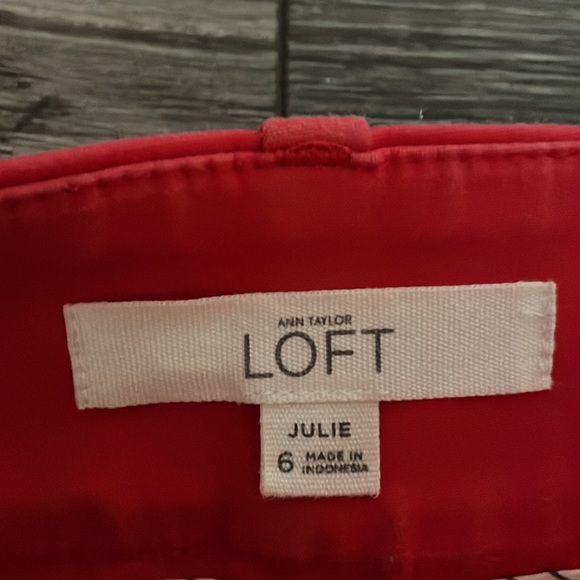 ANN TAYLOR
LOFT
JULIE
6 MADE IN
INDONESIA